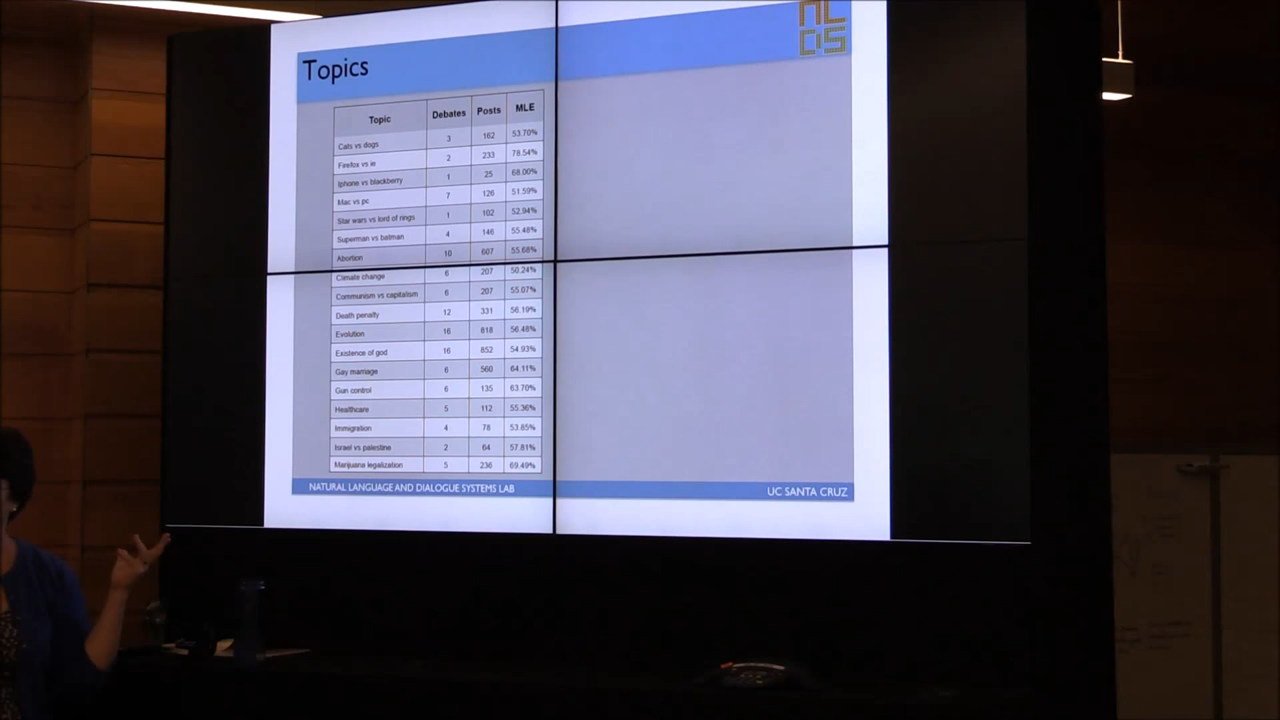 NL
DS
Topics
Topic Debates Posts MLE
Cats vs dogs 3 162 53.70%
Firefox vs ie 2 233 78.54%
Iphone vs blackberry 1 25 68.00%
Mac vs pc 7 126 51.59%
Star wars vs lord of rings 1 102 52.94%
Superman vs batman 4 146 55.48%
Abortion 10 607 55.68%
Climate change 6 207 50.24%
Communism vs capitalism 6 207 55.07%
Death penalty 12 331 56.19%
Evolution 16 818 56.48%
Existence of god 16 852 54.93%
Gay marriage 6 560 64.11%
Gun control 6 135 63.70%
Healthcare 5 112 55.36%
Immigration 4 78 53.85%
Israel vs palestine 2 64 57.81%
Marijuana legalization 5 236 69.49%
NATURAL LANGUAGE AND DIALOGUE SYSTEMS LAB UC SANTA CRUZ